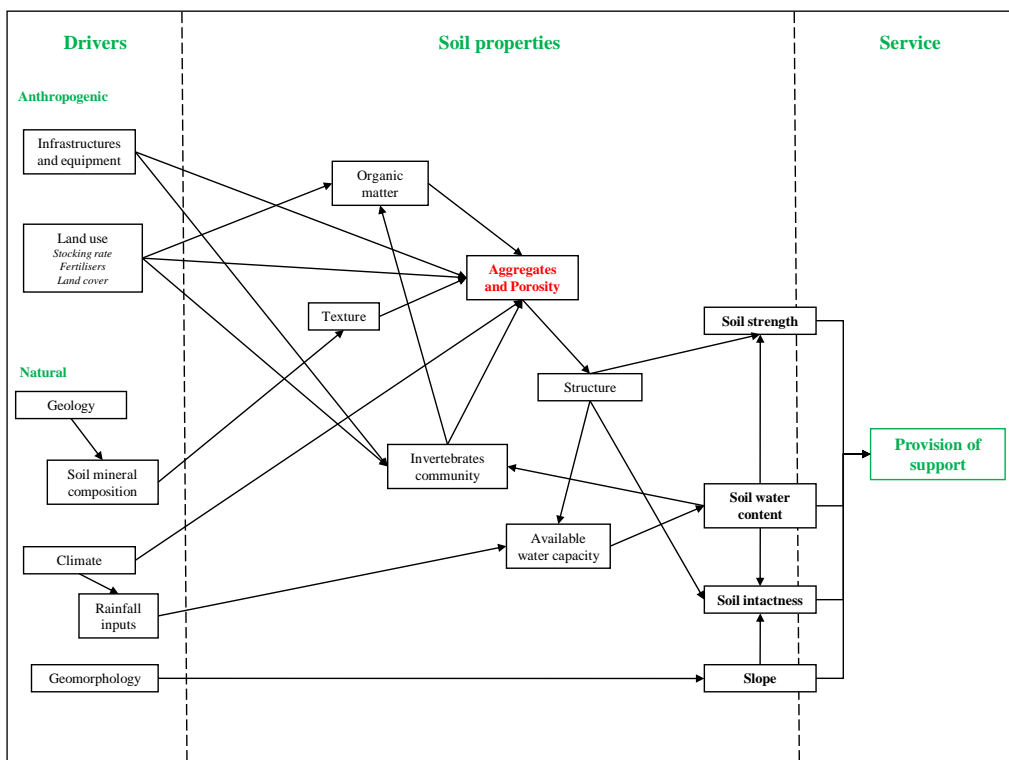 Drivers
Soil properties
Service
Anthropogenic
Infrastructures
and equipment
Organic
matter
Land use
Stocking rate
Fertilisers
Land cover
Aggregates
and Porosity
Texture
Soil strength
Natural
Structure
Geology
Provision of
support
Invertebrates
community
Soil mineral
composition
Soil water
content
Available
water capacity
Climate
Rainfall
inputs
Soil intactness
Geomorphology
Slope